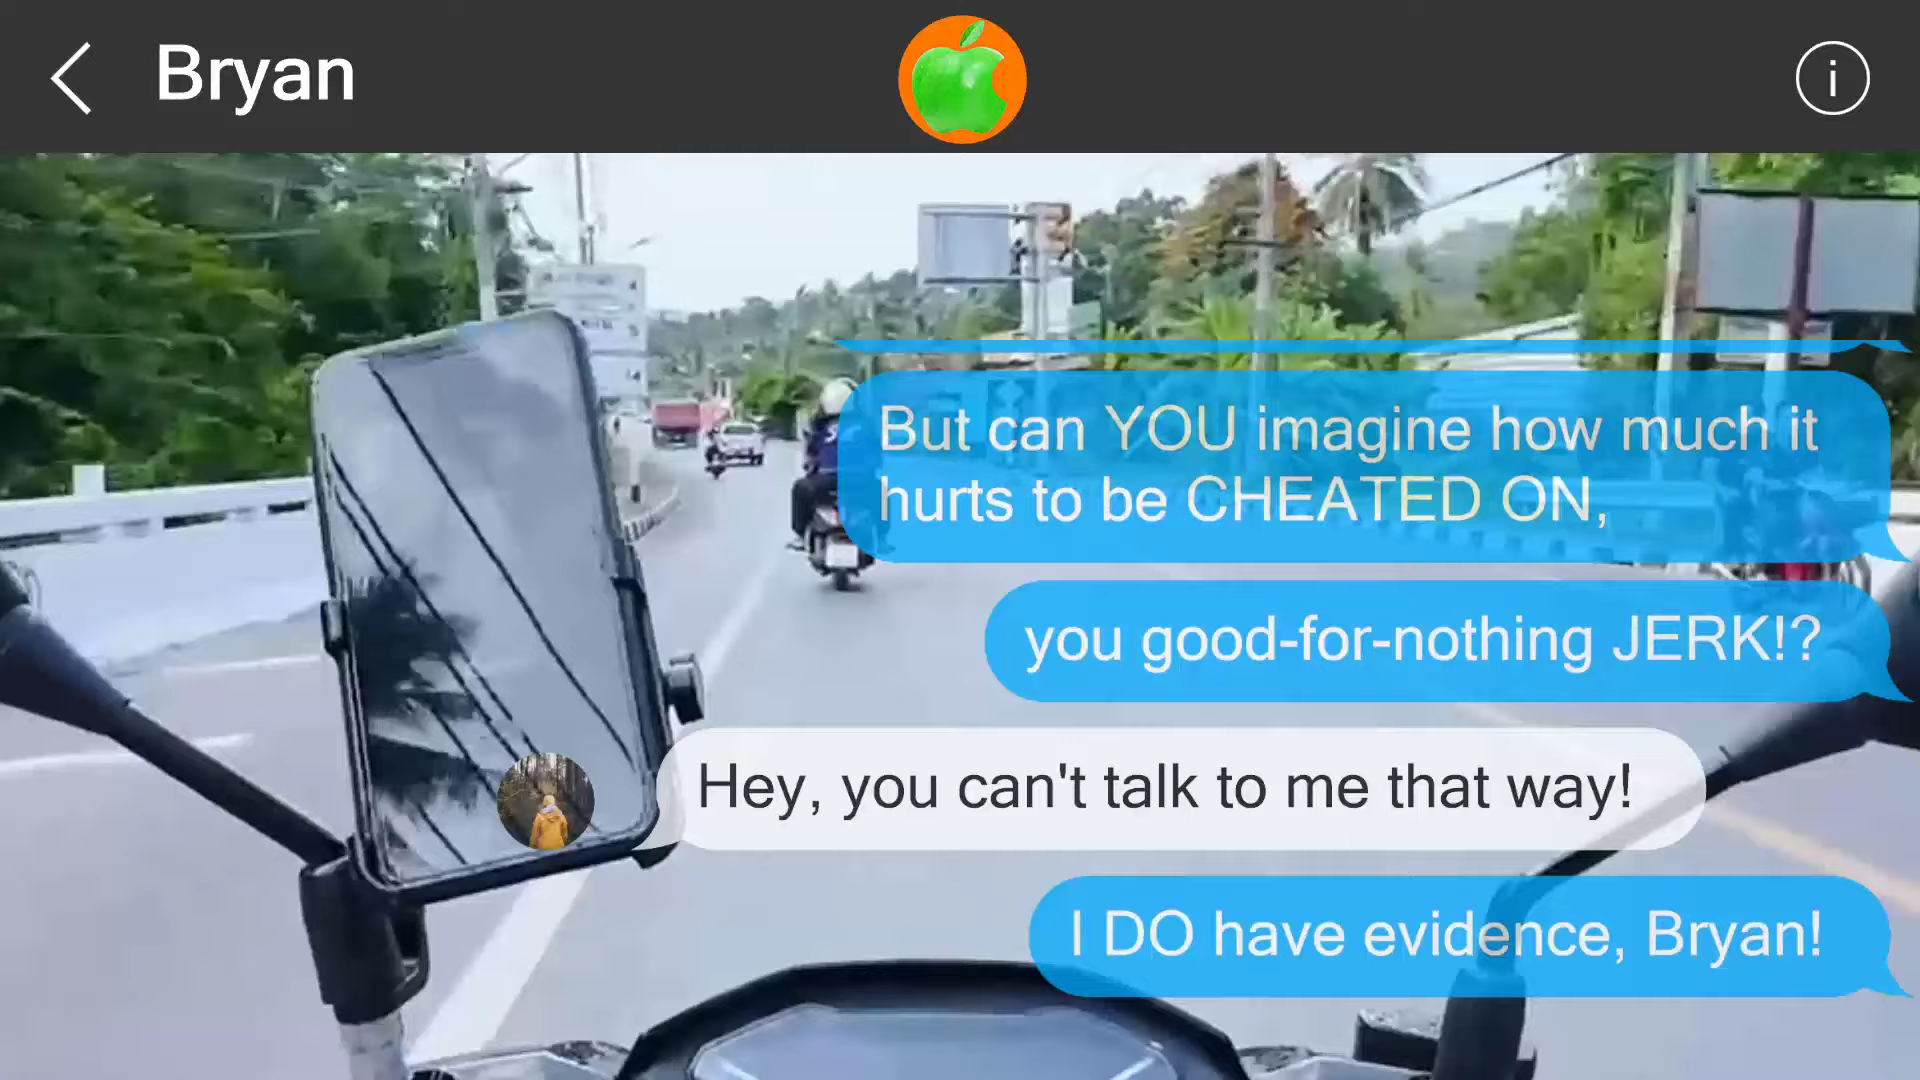 Bryan
But can YOU imagine how much it
hurts to be CHEATED ON,
you good-for-nothing JERK!?
Hey, you can't talk to me that way!
I DO have evidence, Bryan!